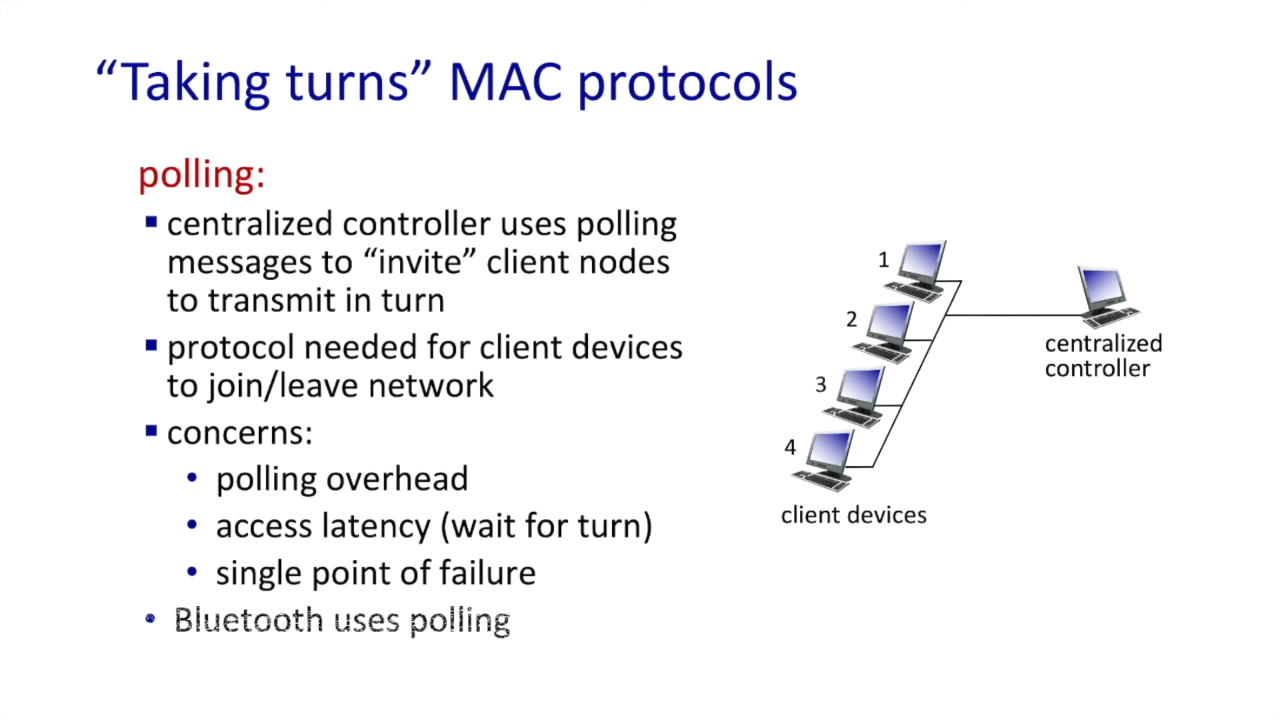 “Taking turns” MAC protocols
polling:
▪ centralized controller uses polling
messages to “invite” client nodes
to transmit in turn
▪ protocol needed for client devices
to join/leave network
▪ concerns:
• polling overhead
• access latency (wait for turn)
• single point of failure
• Bluetooth uses polling
1
2
3
4
client devices
centralized
controller